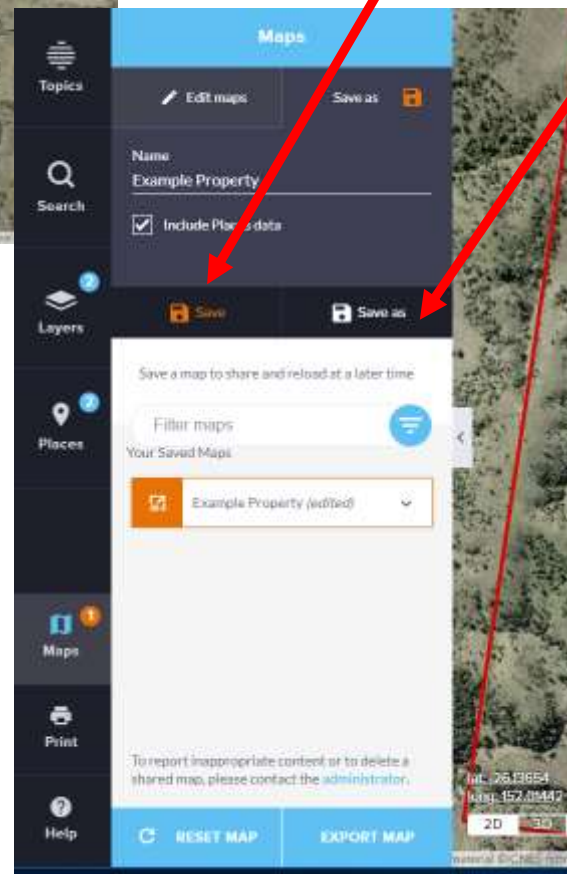 Maps
Topics
Edit maps
Save as
Name
Example Property
Search
Include Places data
2
Layers
Save
Save as
Save a map to share and reload at a later time
2
Places
Filter maps
Your Saved Maps
Example Property (edited)
1
Maps
Print
To report inappropriate content or to delete a
shared map, please contact the administrator.
Help
RESET MAP
EXPORT MAP
2D
3D